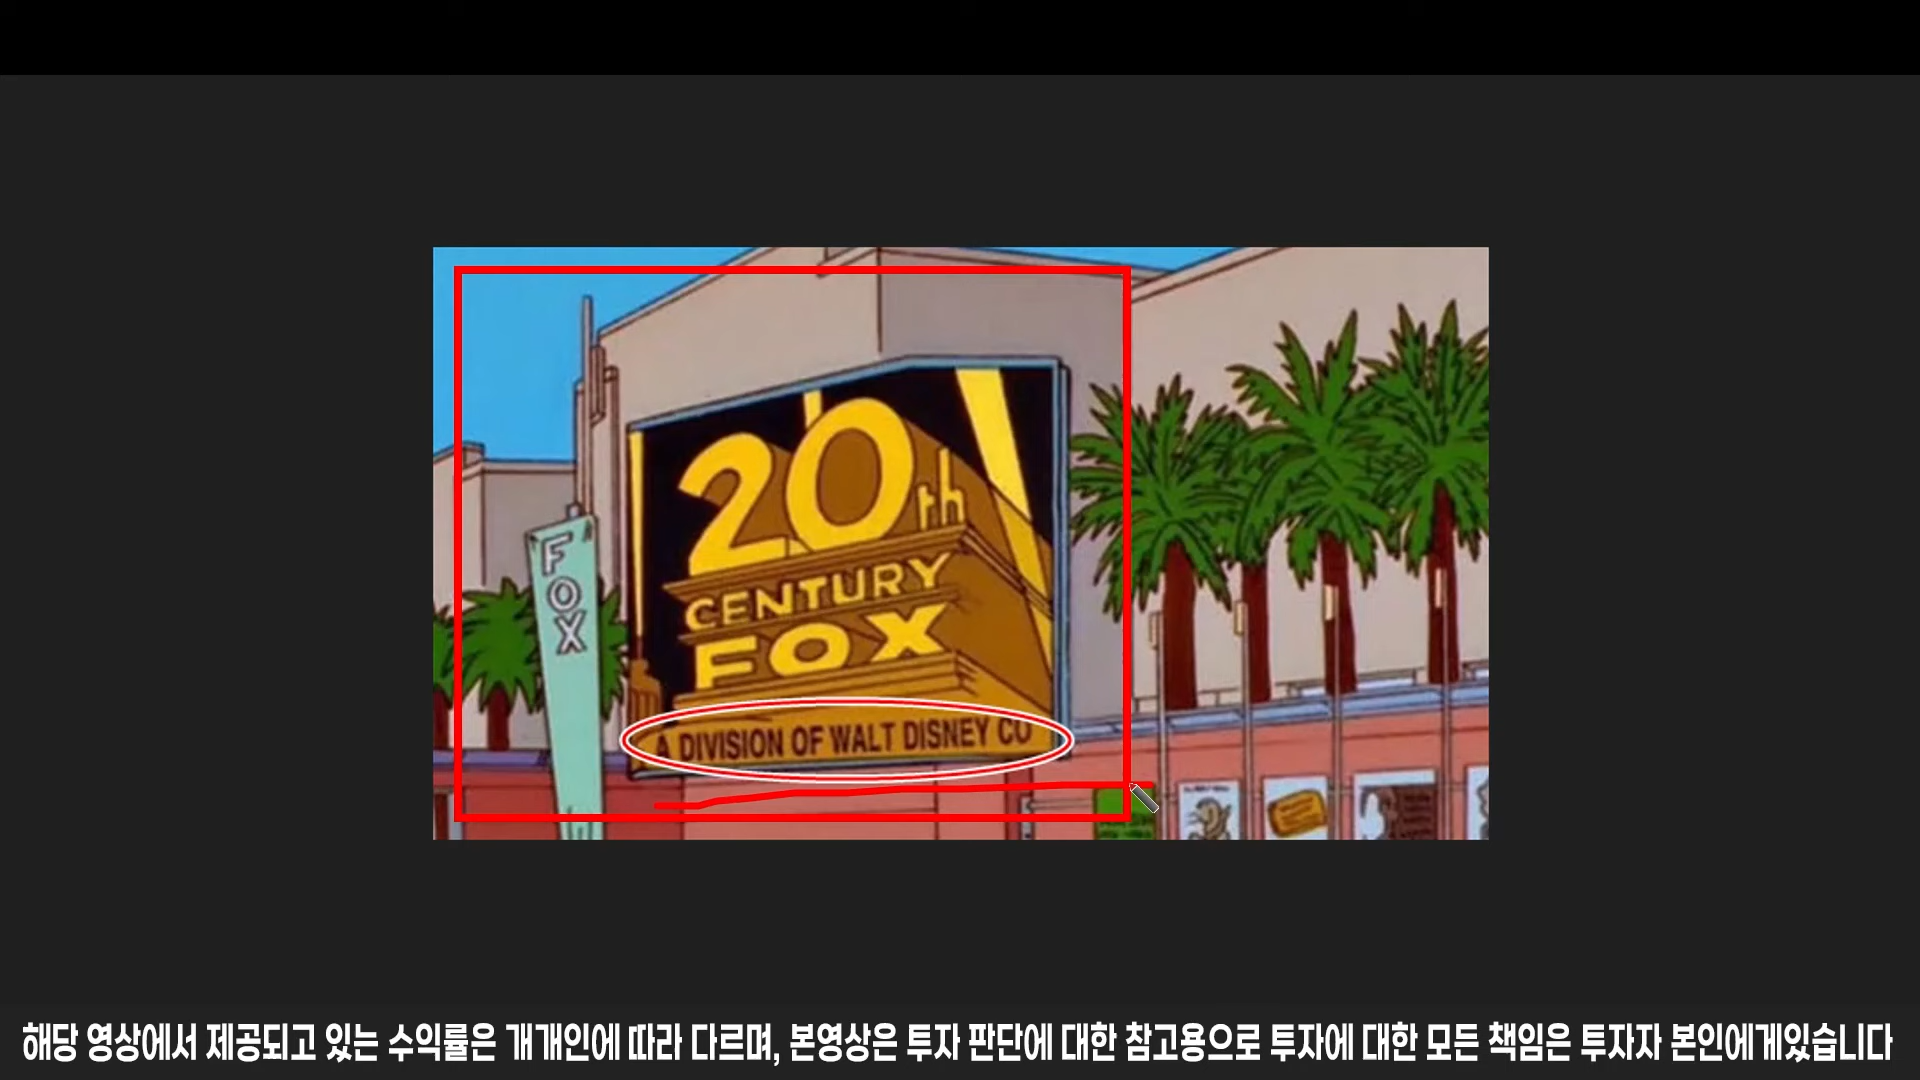 FOX
20th
CENTURY
FOX
A DIVISION OF WALT DISNEY CO
해당 영상에서 제공되고 있는 수익률은 개개인에 따라 다르며, 본영상은 투자 판단에 대한 참고용으로 투자에 대한 모든 책임은 투자자 본인에게있습니다